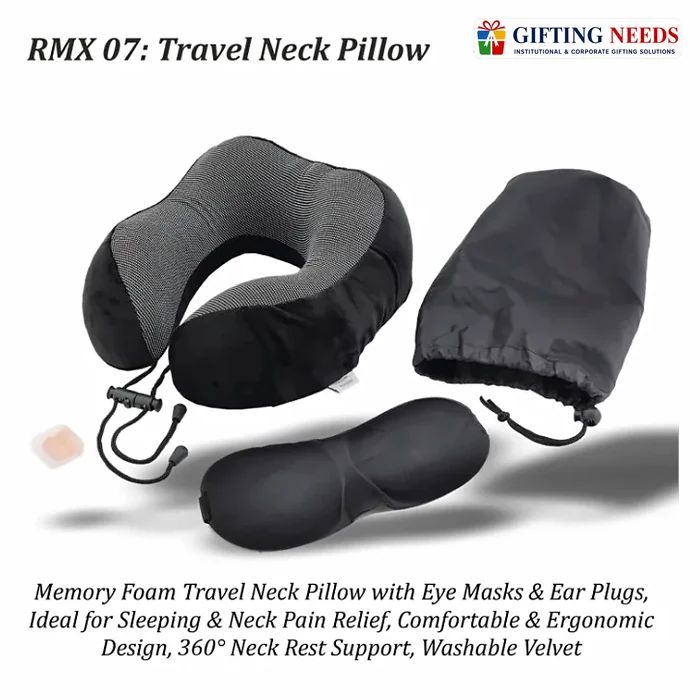 RMX 07: Travel Neck Pillow
GIFTING NEEDS
INSTITUTIONAL & CORPORATE GIFTING SOLUTIONS
Memory Foam Travel Neck Pillow with Eye Masks & Ear Plugs,
Ideal for Sleeping & Neck Pain Relief, Comfortable & Ergonomic
Design, 360° Neck Rest Support, Washable Velvet